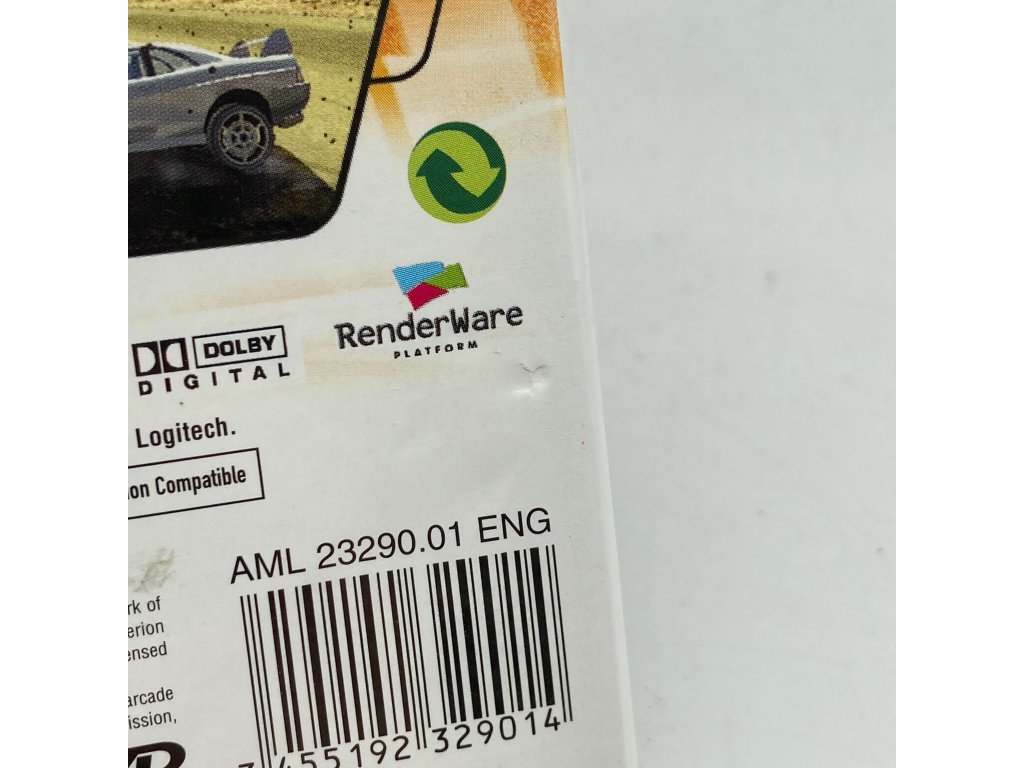 RenderWare
PLATFORM
DOLBY
DIGITAL
Logitech.
on Compatible
AML 23290.01 ENG
rk of
erion
ensed
arcade
ission,
455192 329014